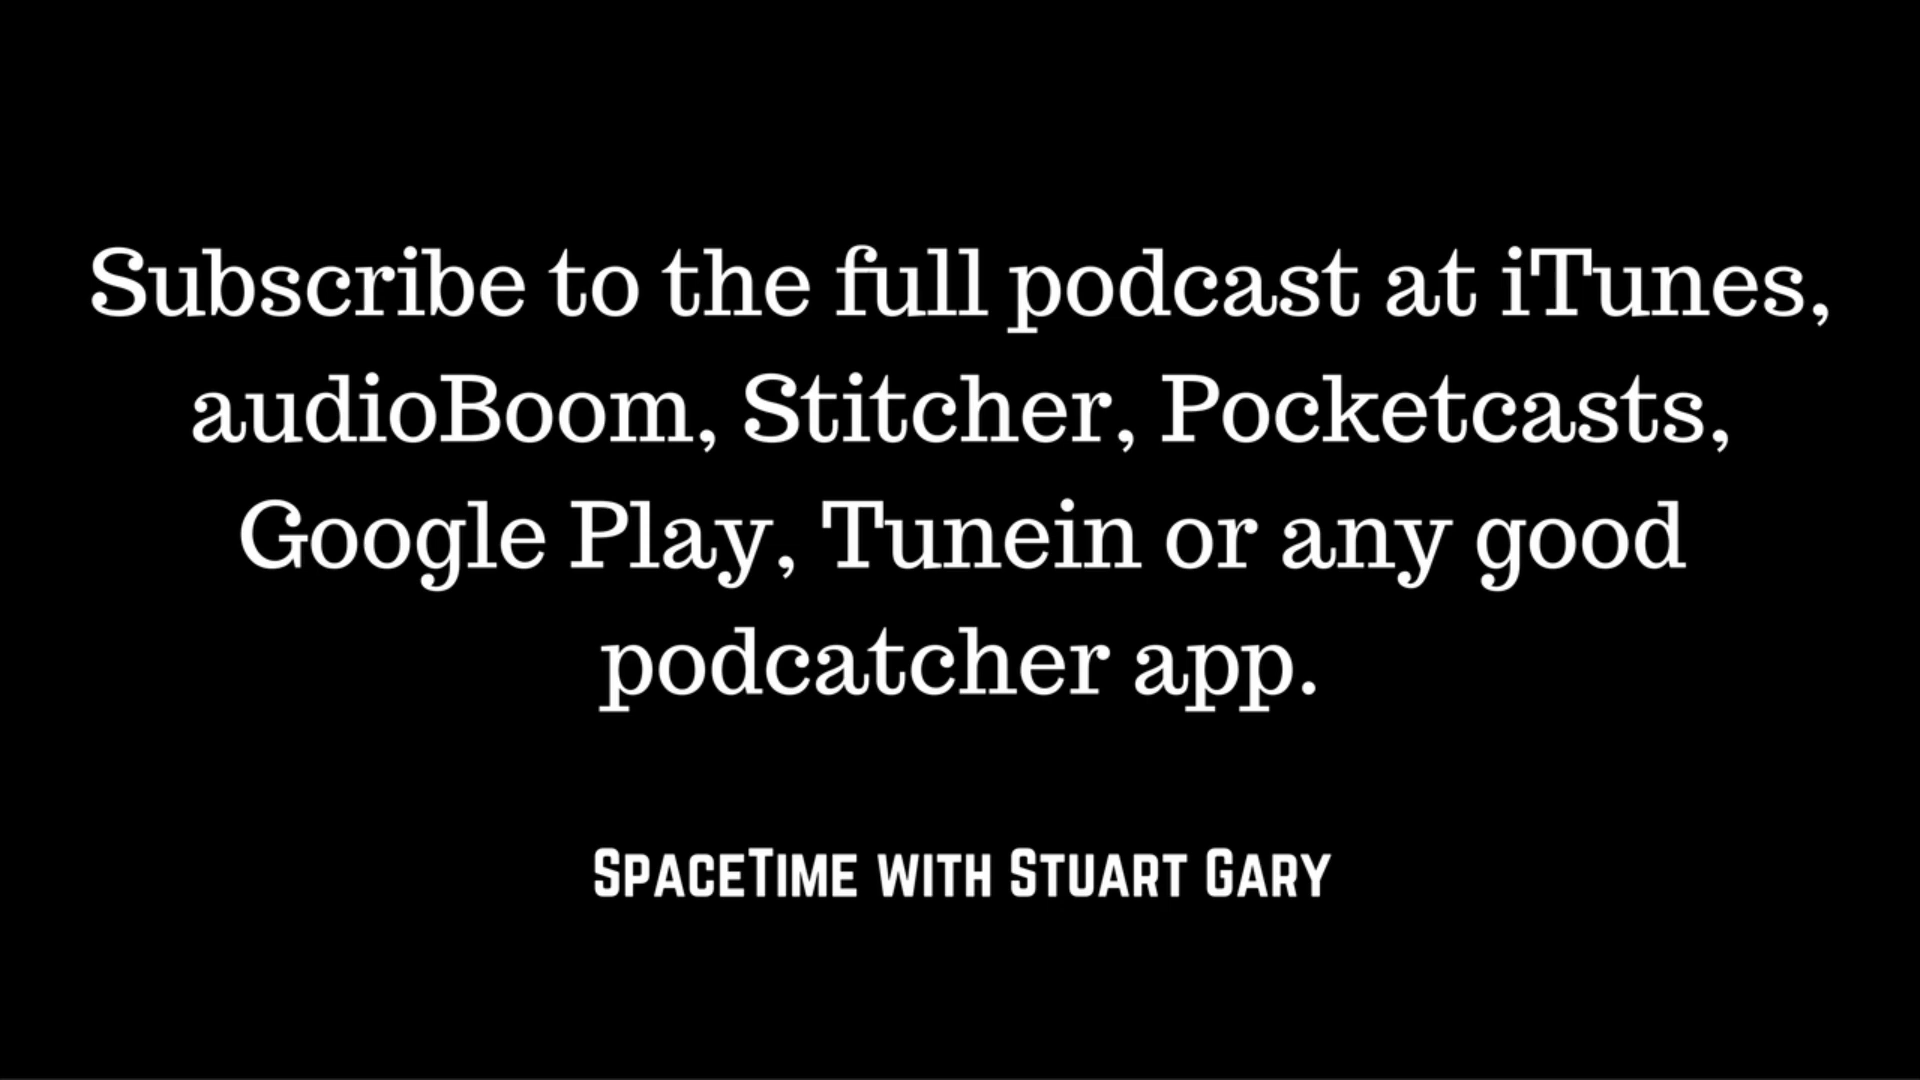 Subscribe to the full podcast at iTunes,
audioBoom, Stitcher, Pocketcasts,
Google Play, Tunein or any good
podcatcher app.
SpaceTime with Stuart Gary